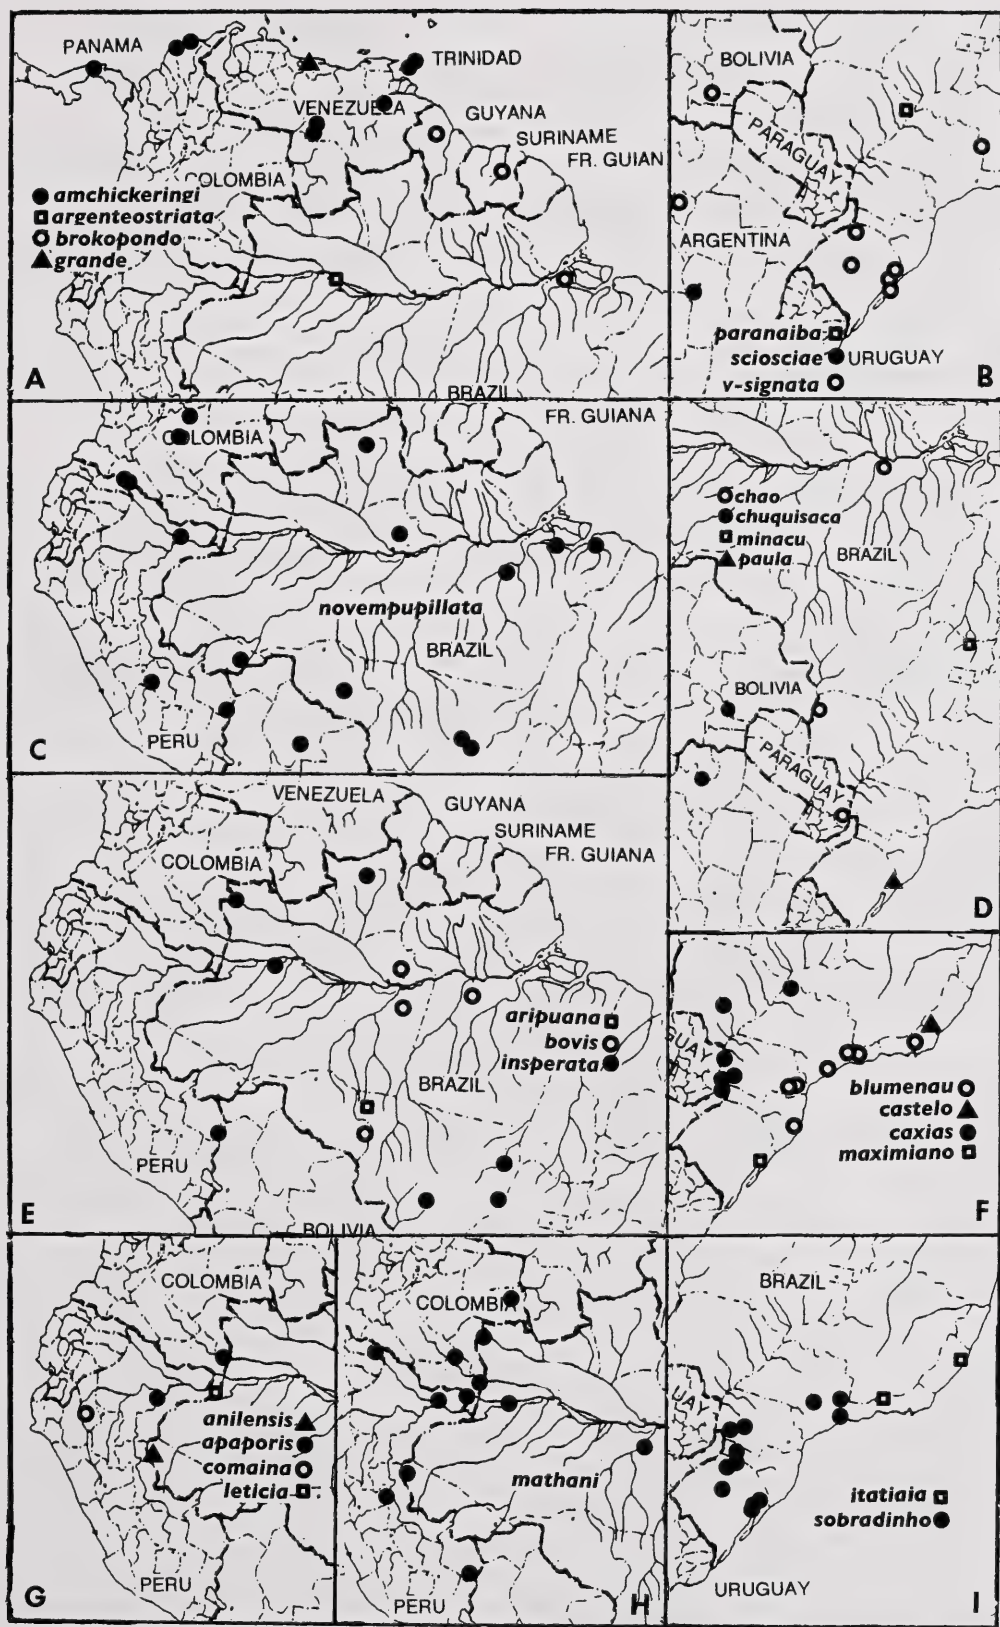 PANAMA
TRINIDAD
VENEZUELA
GUYANA
SURINAME
FR. GUIAN
COLOMBIA
amchickeringi
argenteostriata
brokopondo
grande
BRAZIL
A
BOLIVIA
PARAGUAY
ARGENTINA
paranaiba
sciosciae
URUGUAY
v-signata
B
FR. GUIANA
COLOMBIA
novempupillata
BRAZIL
PERU
C
chao
chuquisaca
minacu
paula
BRAZIL
BOLIVIA
PARAGUAY
D
VENEZUELA
GUYANA
SURINAME
FR. GUIANA
COLOMBIA
aripuana
bovis
insperata
BRAZIL
PERU
BOLIVIA
E
GUAY
blumenau
castelo
caxias
maximiano
F
COLOMBIA
anilensis
apaporis
comaina
leticia
PERU
G
COLOMBIA
mathani
PERU
H
BRAZIL
UAY
itatiaia
sobradinho
URUGUAY
I